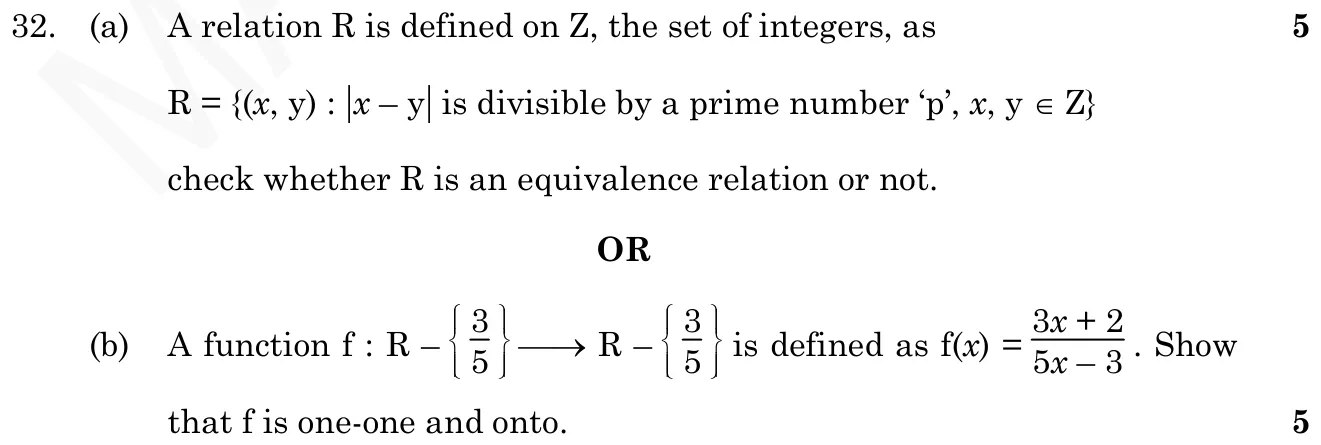 32. (a) A relation R is defined on Z, the set of integers, as 5
R = {(x, y) : |x – y| is divisible by a prime number ‘p’, x, y ∈ Z}
check whether R is an equivalence relation or not.
OR
(b) A function f : R – {3/5} ⟶ R – {3/5} is defined as f(x) = (3x + 2)/(5x – 3). Show
that f is one-one and onto. 5